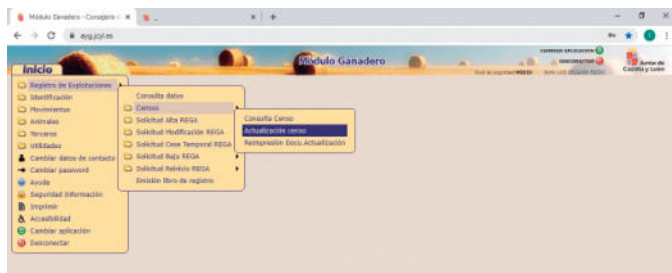 Módulo Ganadero - Consejería d
ayg.jcyl.es
CAMBIAR APLICACIÓN
Módulo Ganadero
DESCONECTAR
Junta de
Castilla y León
Inicio
Registro de Explotaciones
Identificación
Movimientos
Animales
Terceros
Utilidades
Cambiar datos de contacto
Cambiar password
Ayuda
Seguridad Información
Imprimir
Accesibilidad
Cambiar aplicación
Desconectar
Consulta datos
Censos
Solicitud Alta REGA
Solicitud Modificación REGA
Solicitud Cese Temporal REGA
Solicitud Baja REGA
Solicitud Reinicio REGA
Emisión libro de registro
Consulta Censo
Actualización censo
Reimpresión Docu.Actualización